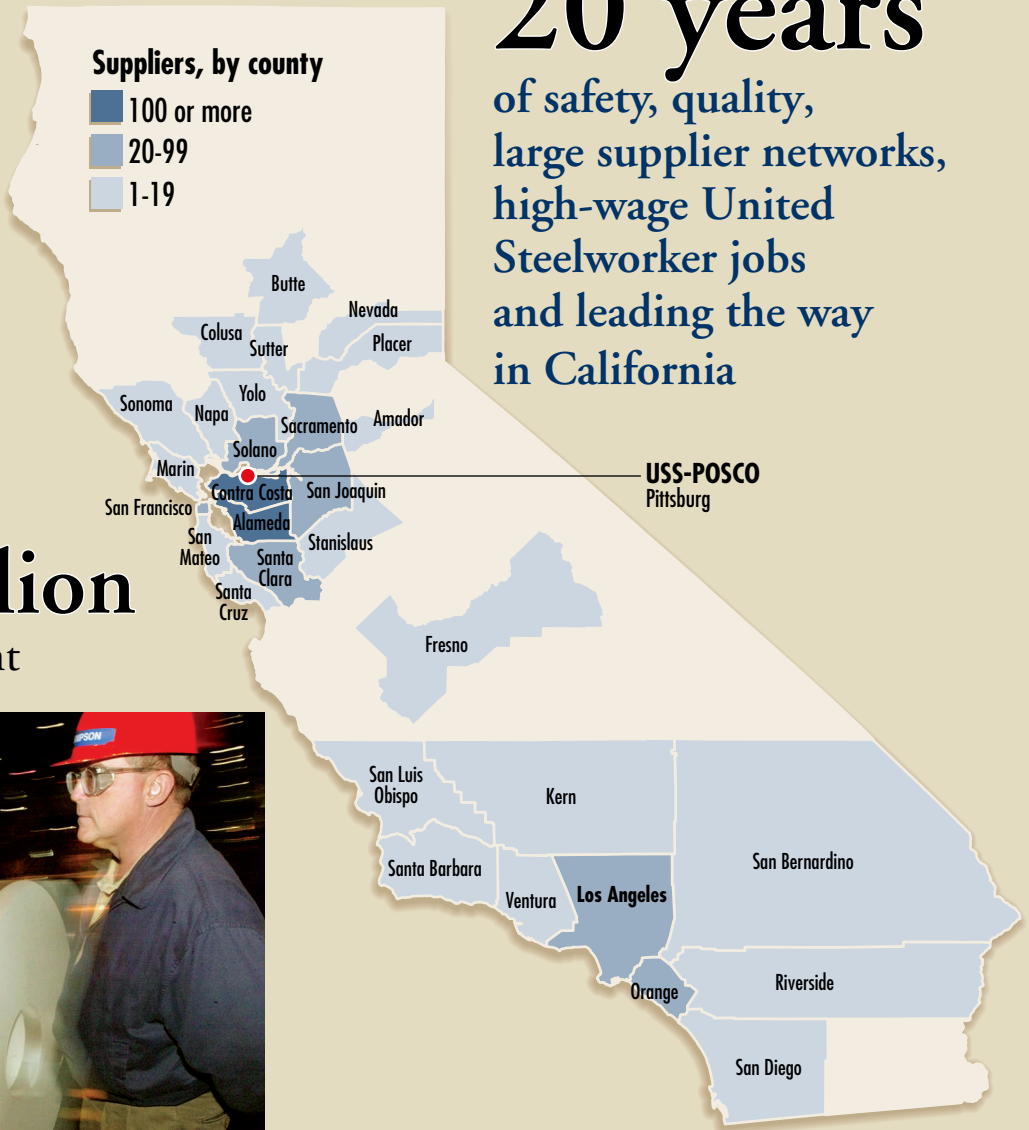 20 years
of safety, quality,
large supplier networks,
high-wage United
Steelworker jobs
and leading the way
in California
Suppliers, by county
100 or more
20-99
1-19
Butte
Nevada
Colusa
Placer
Sutter
Yolo
Sonoma
Napa
Amador
Sacramento
Solano
Marin
USS-POSCO
Pittsburg
Contra Costa
San Joaquin
San Francisco
Alameda
San
Mateo
Stanislaus
Santa
Clara
Santa
Cruz
lion
Fresno
San Luis
Obispo
Kern
San Bernardino
Santa Barbara
Los Angeles
Ventura
Riverside
Orange
San Diego